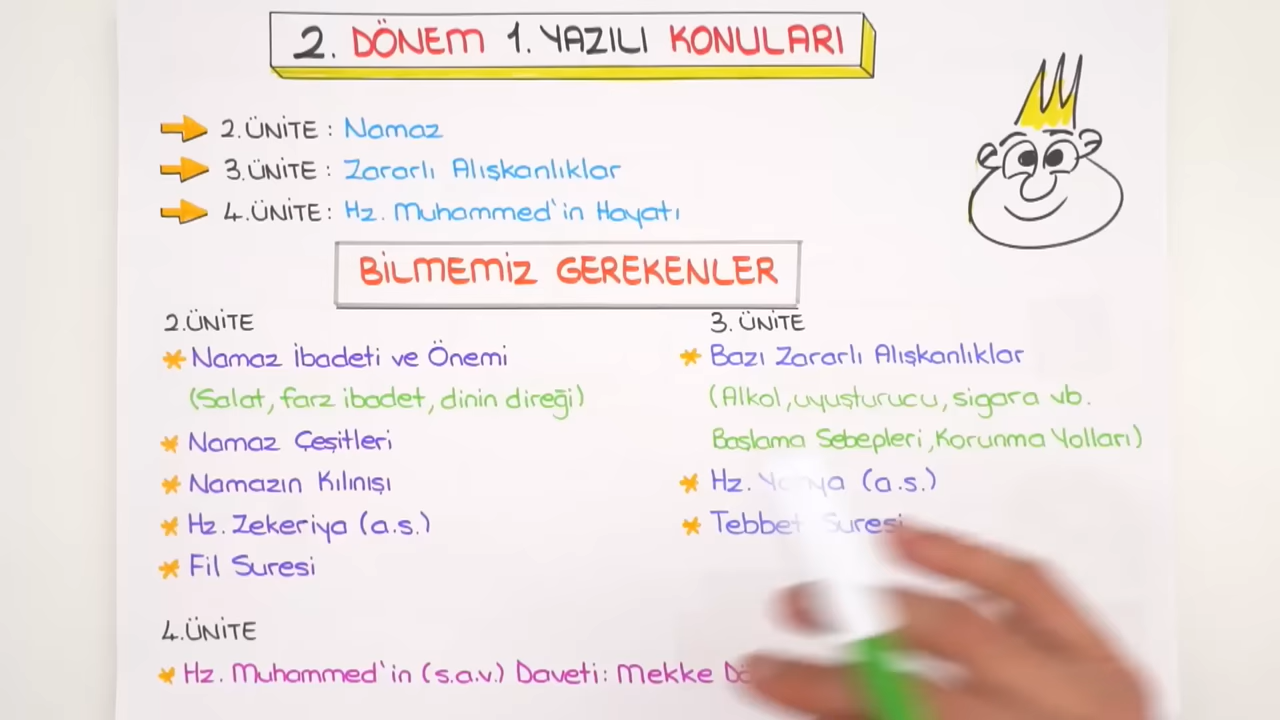 2. DÖNEM 1. YAZILI KONULARI
2.ÜNİTE : Namaz
3.ÜNİTE : Zararlı Alışkanlıklar
4.ÜNİTE: Hz. Muhammed'in Hayatı
BİLMEMİZ GEREKENLER
2.ÜNİTE
Namaz İbadeti ve Önemi
(Salat, farz ibadet, dinin direği)
Namaz Çeşitleri
Namazın Kılınışı
Hz. Zekeriya (a.s.)
Fil Suresi
3. ÜNİTE
Bazı Zararlı Alışkanlıklar
(Alkol, uyuşturucu, sigara vb.
Başlama Sebepleri, Korunma Yolları)
Hz. Yahya (a.s.)
Tebbet Suresi
4.ÜNİTE
Hz. Muhammed'in (s.a.v.) Daveti: Mekke